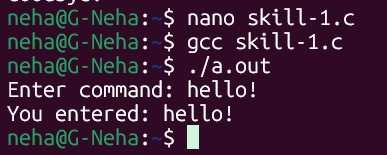 neha@G-Neha:~$ nano skill-1.c
neha@G-Neha:~$ gcc skill-1.c
neha@G-Neha:~$ ./a.out
Enter command: hello!
You entered: hello!
neha@G-Neha:~$